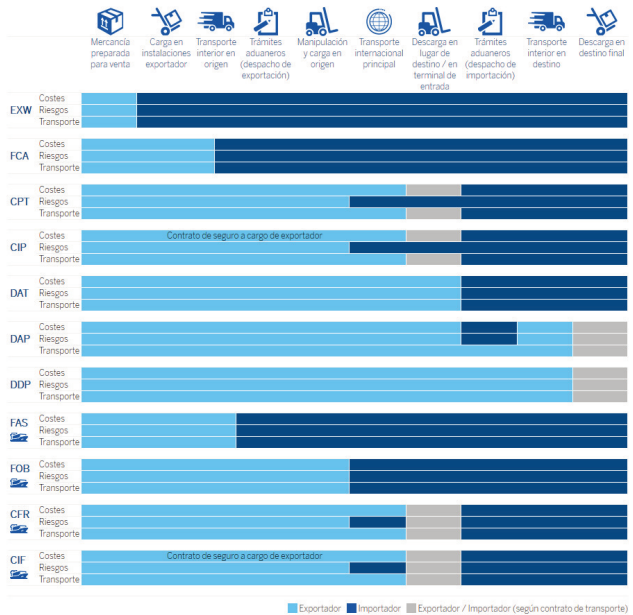 Mercancía preparada para venta
Carga en instalaciones exportador
Transporte interior en origen
Trámites aduaneros (despacho de exportación)
Manipulación y carga en origen
Transporte internacional principal
Descarga en lugar de destino / en terminal de entrada
Trámites aduaneros (despacho de importación)
Transporte interior en destino
Descarga en destino final
EXW
Costes
Riesgos
Transporte
FCA
Costes
Riesgos
Transporte
CPT
Costes
Riesgos
Transporte
CIP
Costes
Contrato de seguro a cargo de exportador
Riesgos
Transporte
DAT
Costes
Riesgos
Transporte
DAP
Costes
Riesgos
Transporte
DDP
Costes
Riesgos
Transporte
FAS
Costes
Riesgos
Transporte
FOB
Costes
Riesgos
Transporte
CFR
Costes
Riesgos
Transporte
CIF
Costes
Contrato de seguro a cargo de exportador
Riesgos
Transporte
Exportador
Importador
Exportador / Importador (según contrato de transporte)